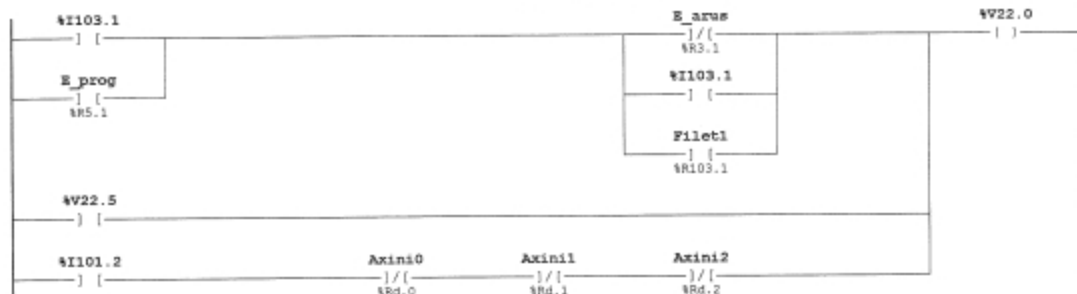 %I103.1
E_arus
%V22.0
%R3.1
E_prog
%I103.1
%R5.1
Filet1
%R103.1
%V22.5
%I101.2
Axini0
Axini1
Axini2
%Rd.0
%Rd.1
%Rd.2